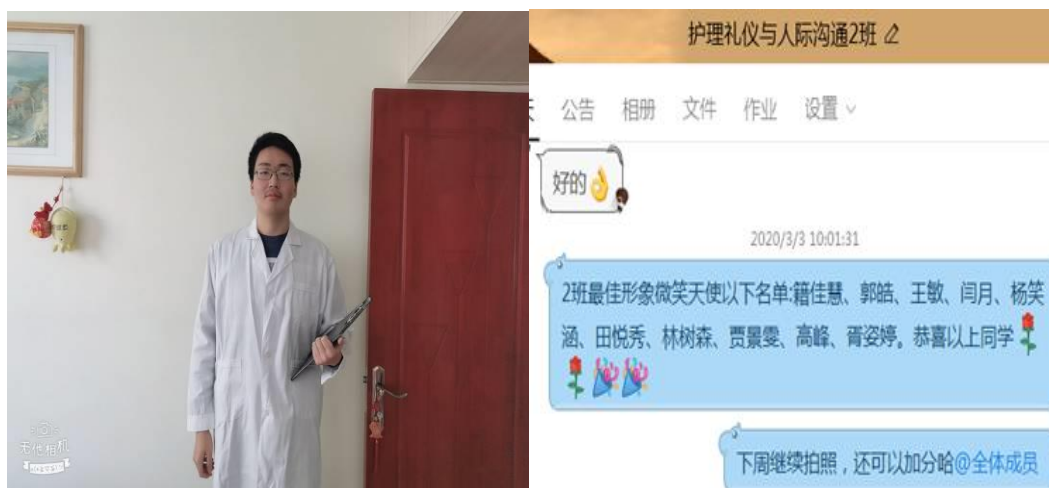 无他相机
护理礼仪与人际沟通2班
公告 相册 文件 作业 设置
好的👌
2020/3/3 10:01:31
2班最佳形象微笑天使以下名单:籍佳慧、郭皓、王敏、闫月、杨笑
涵、田悦秀、林树森、贾景雯、高峰、胥姿婷。恭喜以上同学🌹
🌹🎉🎉
下周继续拍照，还可以加分哈@全体成员